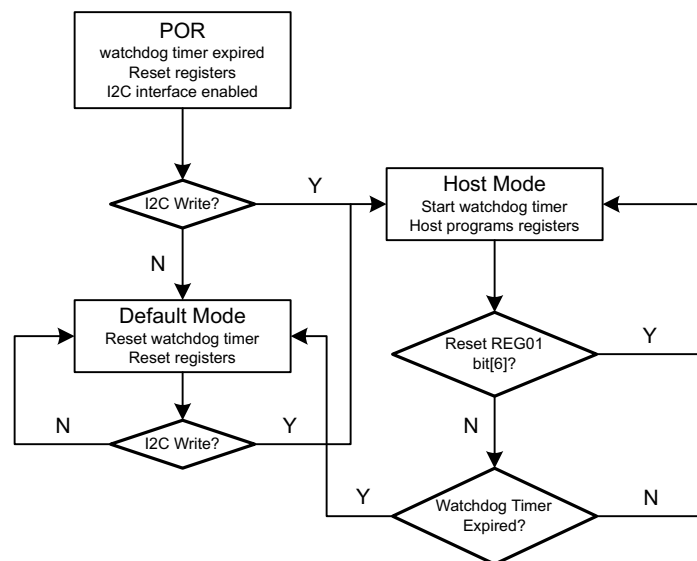 POR
watchdog timer expired
Reset registers
I2C interface enabled
I2C Write?
Y
N
Host Mode
Start watchdog timer
Host programs registers
Default Mode
Reset watchdog timer
Reset registers
Reset REG01
bit[6]?
Y
N
I2C Write?
N
Y
Watchdog Timer
Expired?
Y
N